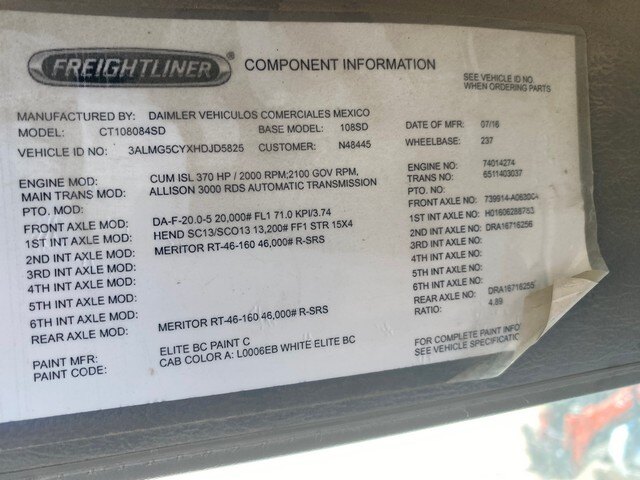 FREIGHTLINER® COMPONENT INFORMATION
SEE VEHICLE ID NO.
WHEN ORDERING PARTS
MANUFACTURED BY: DAIMLER VEHICULOS COMERCIALES MEXICO
MODEL: CT108084SD BASE MODEL: 108SD DATE OF MFR: 07/16
VEHICLE ID NO: 3ALMG5CYXHDJD5825 CUSTOMER: N48445 WHEELBASE: 237
ENGINE MOD: CUM ISL 370 HP / 2000 RPM;2100 GOV RPM, ENGINE NO: 74014274
MAIN TRANS MOD: ALLISON 3000 RDS AUTOMATIC TRANSMISSION TRANS NO: 6511403037
PTO. MOD: PTO. NO:
FRONT AXLE MOD: DA-F-20.0-5 20,000# FL1 71.0 KPI/3.74 FRONT AXLE NO:
1ST INT AXLE MOD: HEND SC13/SCO13 13,200# FF1 STR 15X4 1ST INT AXLE NO: H01606288753
2ND INT AXLE MOD: MERITOR RT-46-160 46,000# R-SRS 2ND INT AXLE NO: DRA16716256
3RD INT AXLE MOD: 3RD INT AXLE NO:
4TH INT AXLE MOD: 4TH INT AXLE NO:
5TH INT AXLE MOD: 5TH INT AXLE NO:
6TH INT AXLE MOD: 6TH INT AXLE NO:
REAR AXLE MOD: MERITOR RT-46-160 46,000# R-SRS REAR AXLE NO: DRA16716255
RATIO: 4.89
PAINT MFR: ELITE BC PAINT C FOR COMPLETE PAINT INFO
PAINT CODE: CAB COLOR A: L0006EB WHITE ELITE BC SEE VEHICLE SPECIFIC